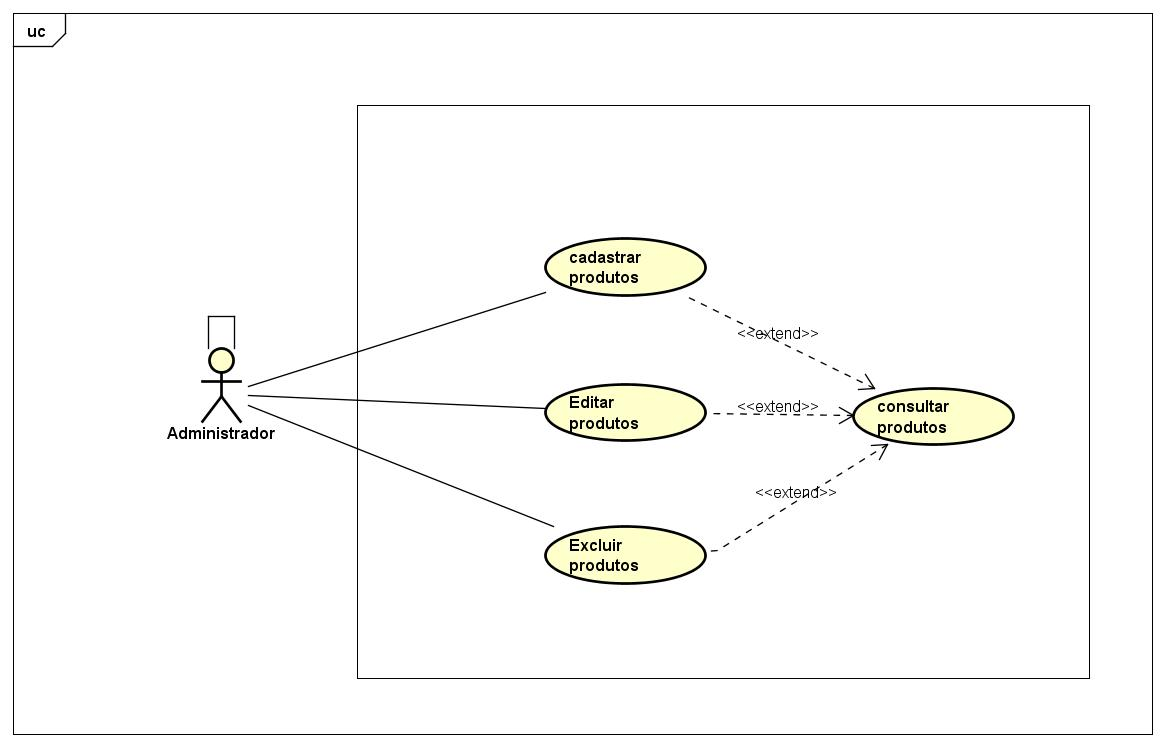 uc
cadastrar
produtos
<<extend>>
Administrador
Editar
produtos
<<extend>>
consultar
produtos
<<extend>>
Excluir
produtos